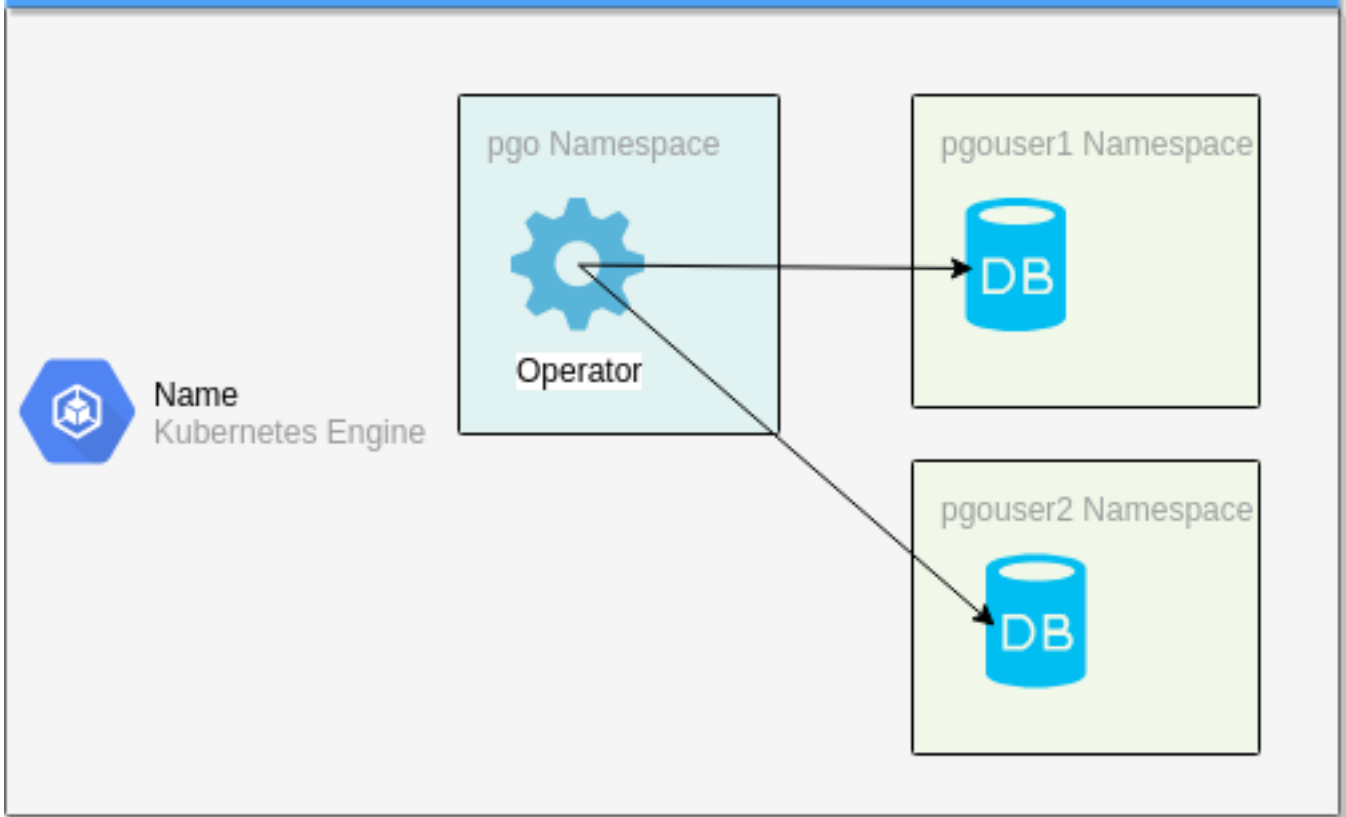 pgo Namespace
Operator
pgouser1 Namespace
DB
Name
Kubernetes Engine
pgouser2 Namespace
DB